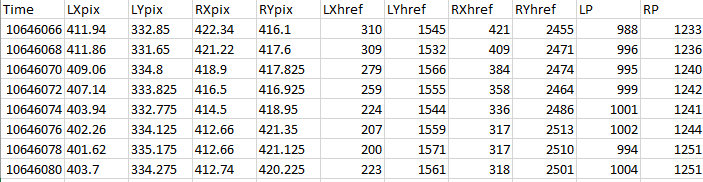 Time LXpix LYpix RXpix RYpix LXhref LYhref RXhref RYhref LP RP
10646066 411.94 332.85 422.34 416.1 310 1545 421 2455 988 1233
10646068 411.86 331.65 421.22 417.6 309 1532 409 2471 996 1236
10646070 409.06 334.8 418.9 417.825 279 1566 384 2474 995 1240
10646072 407.14 333.825 416.5 416.925 259 1555 358 2464 999 1242
10646074 403.94 332.775 414.5 418.95 224 1544 336 2486 1001 1241
10646076 402.26 334.125 412.66 421.35 207 1559 317 2513 1002 1244
10646078 401.62 335.175 412.66 421.125 200 1571 317 2510 994 1251
10646080 403.7 334.275 412.74 420.225 223 1561 318 2501 1004 1251